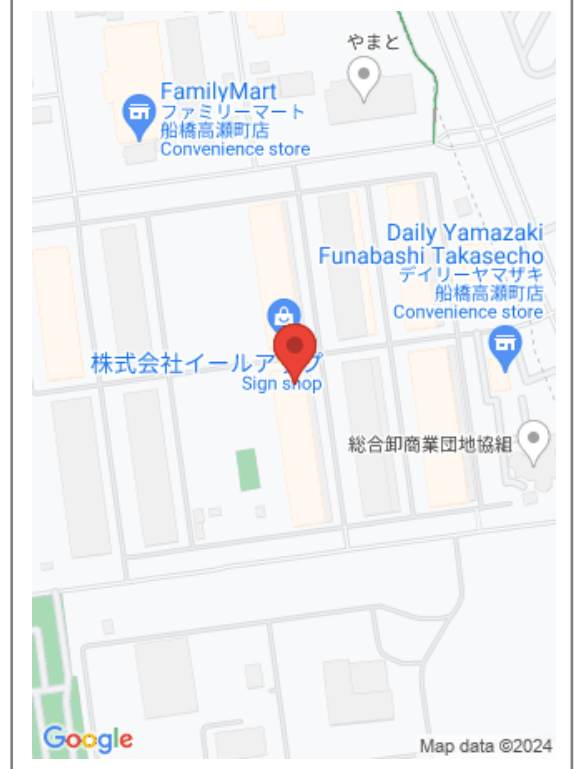 やまと
FamilyMart
ファミリーマート
船橋高瀬町店
Convenience store
Daily Yamazaki
Funabashi Takasecho
デイリーヤマザキ
船橋高瀬町店
Convenience store
株式会社イールアップ
Sign shop
総合卸商業団地協組
Google
Map data ©2024